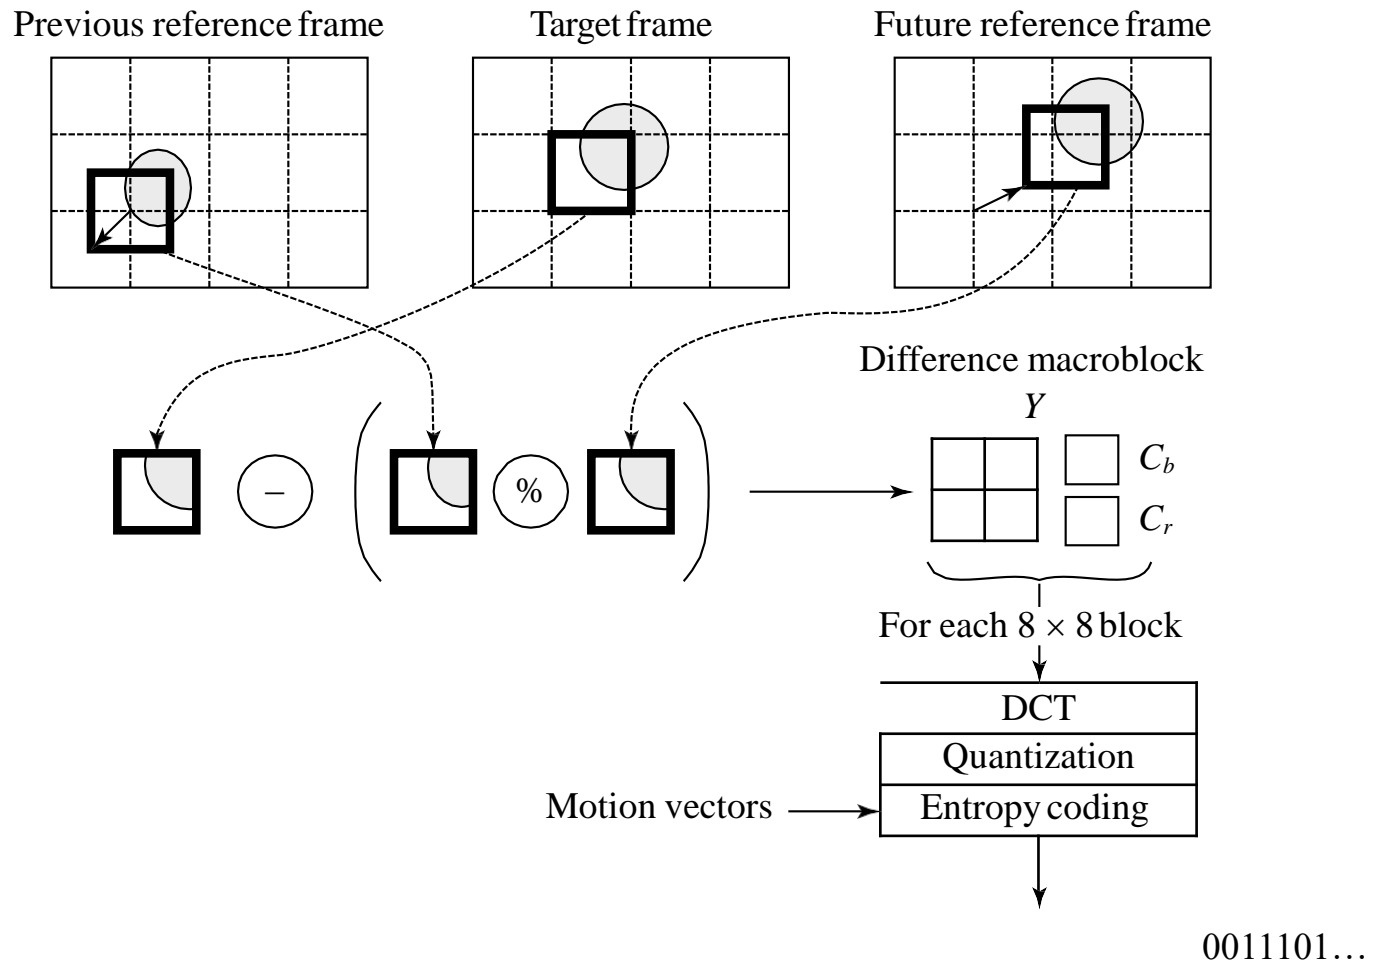 Previous reference frame
Target frame
Future reference frame
Difference macroblock
Y
–
%
Cb
Cr
For each 8 × 8 block
DCT
Quantization
Motion vectors
Entropy coding
0011101…